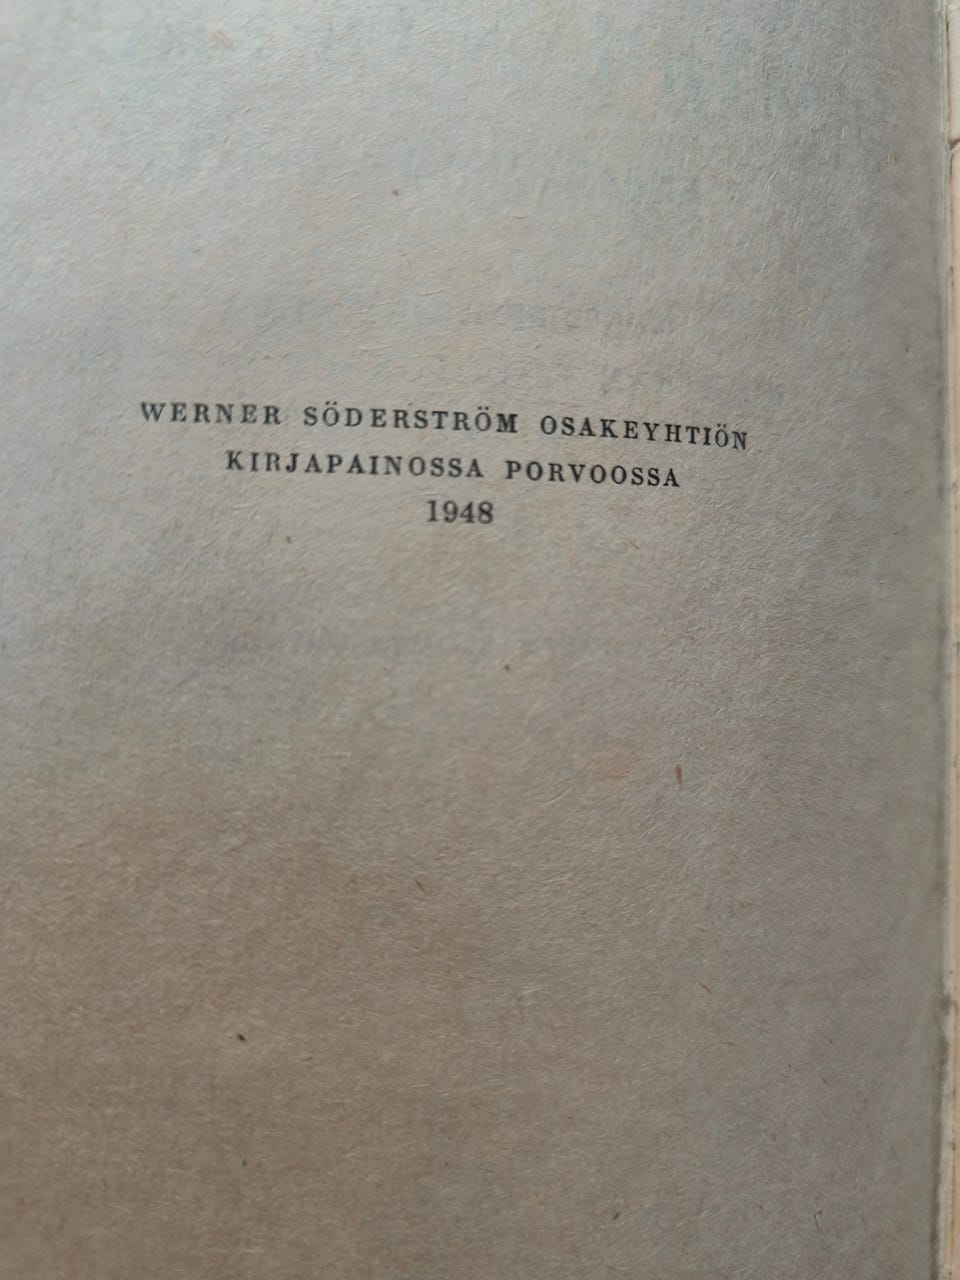 WERNER SÖDERSTRÖM OSAKEYHTIÖN
KIRJAPAINOSSA PORVOOSSA
1948